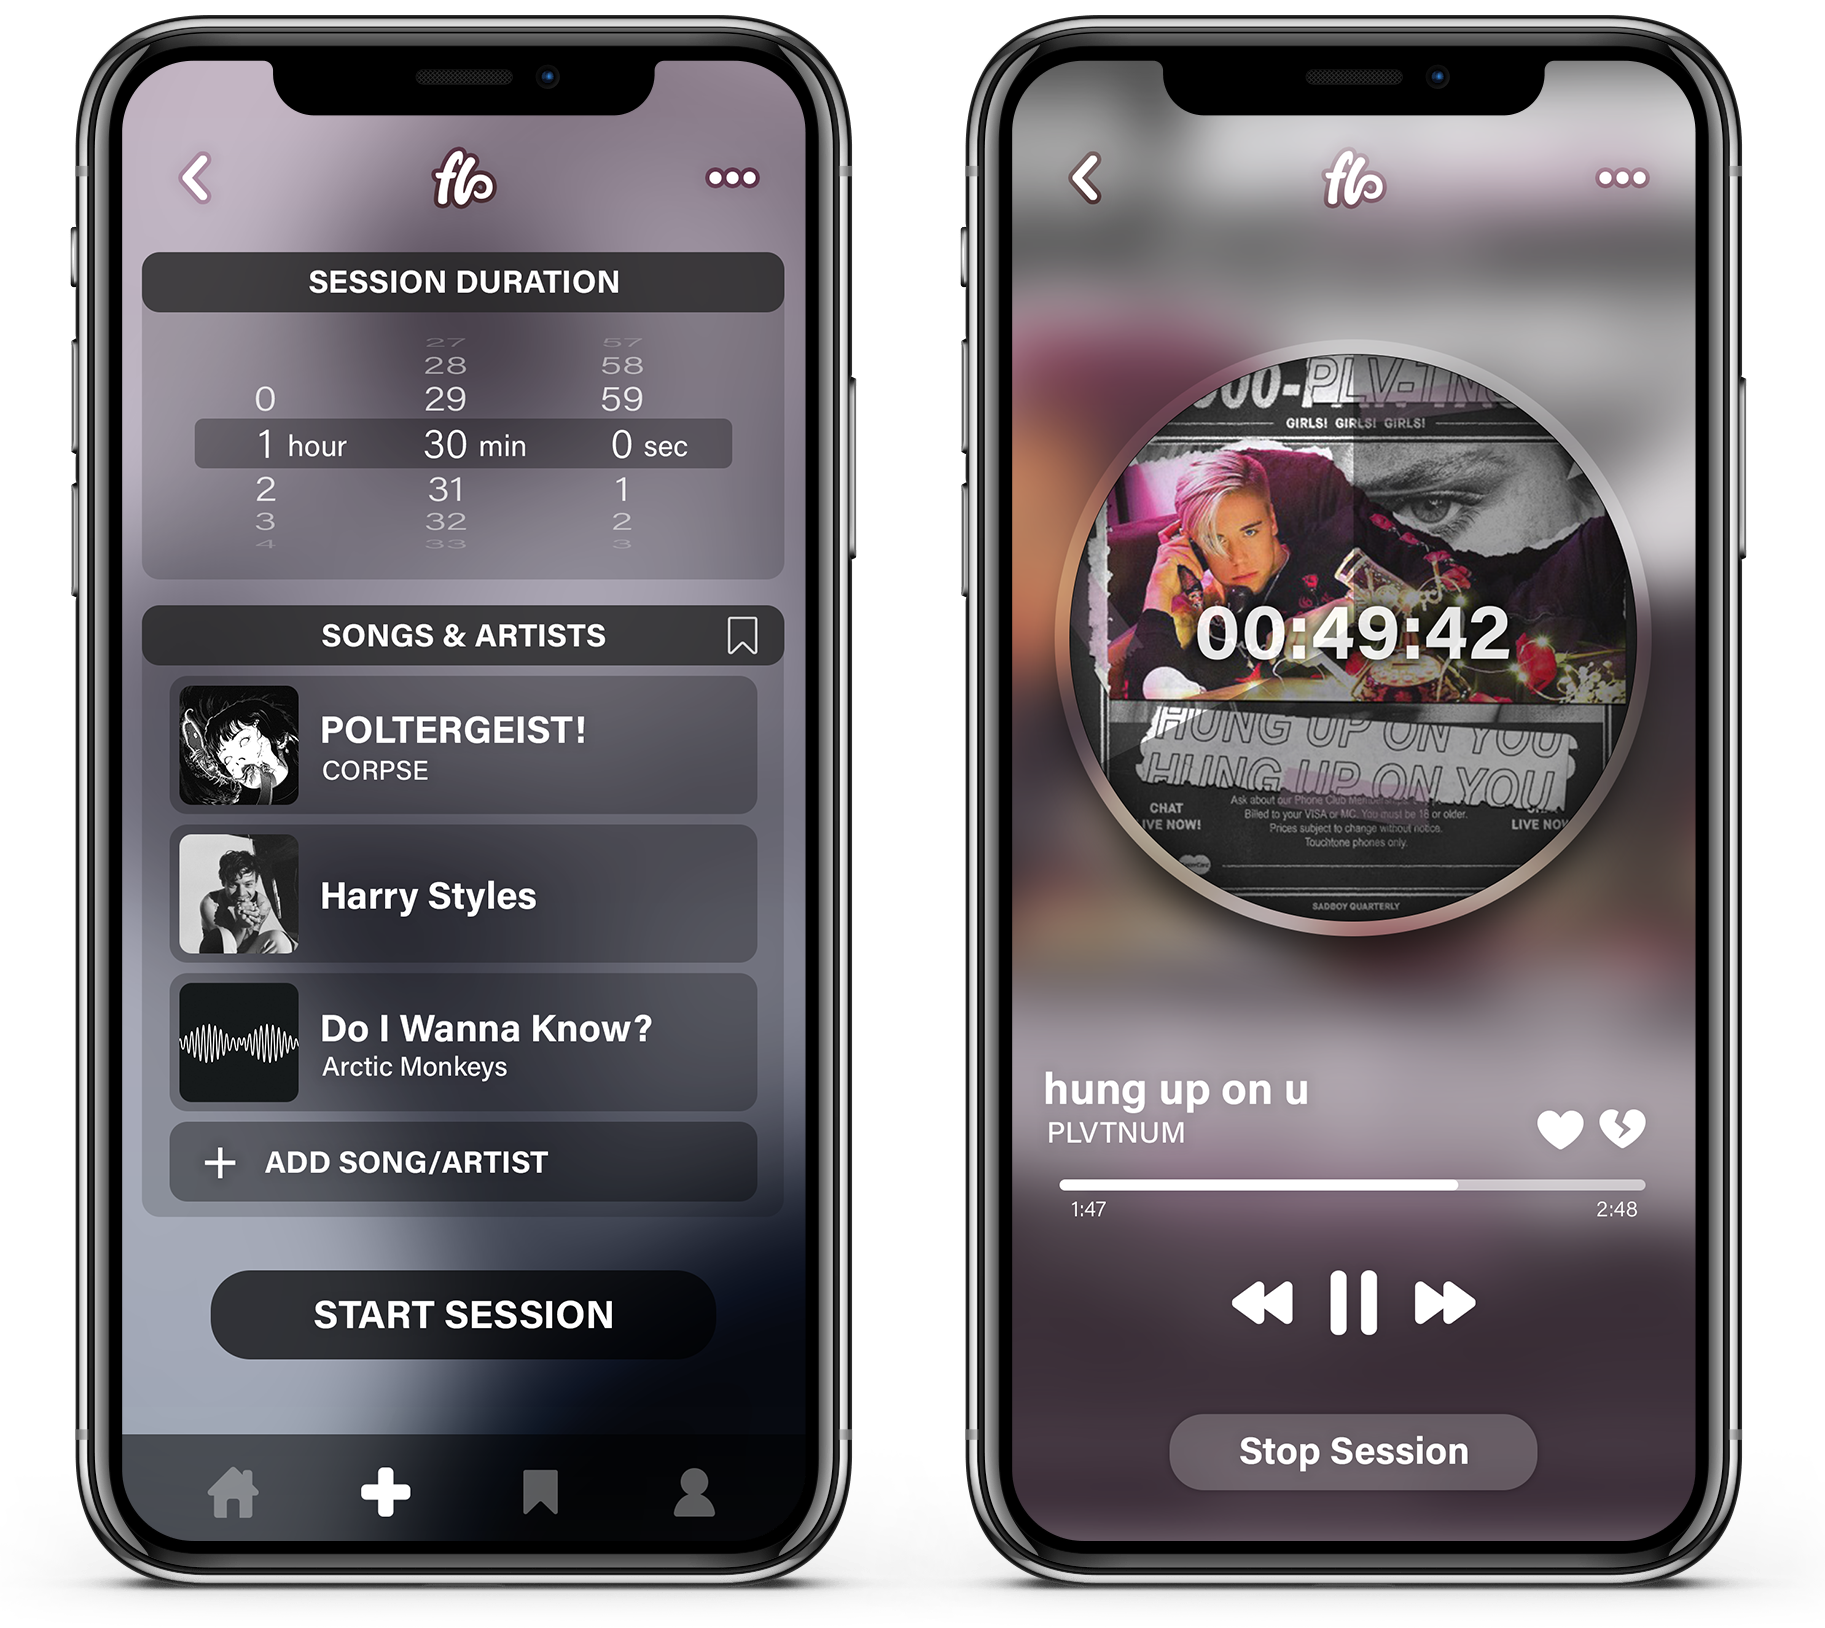 flo
SESSION DURATION
27 57
28 58
0 29 59
1 hour 30 min 0 sec
2 31 1
3 32 2
4 33 3
SONGS & ARTISTS
POLTERGEIST!
CORPSE
Harry Styles
Do I Wanna Know?
Arctic Monkeys
+ ADD SONG/ARTIST
START SESSION
flo
PLV-TN
GIRLS! GIRLS! GIRLS!
00:49:42
HUNG UP ON YOU
HUNG UP ON YOU
CHAT
LIVE NOW!
Ask about our Phone Club
Billed to your VISA or MC. You must be 18 or older.
Prices subject to change without notice.
Touchtone phones only.
LIVE NOW
SADBOY QUARTERLY
hung up on u
PLVTNUM
1:47 2:48
Stop Session